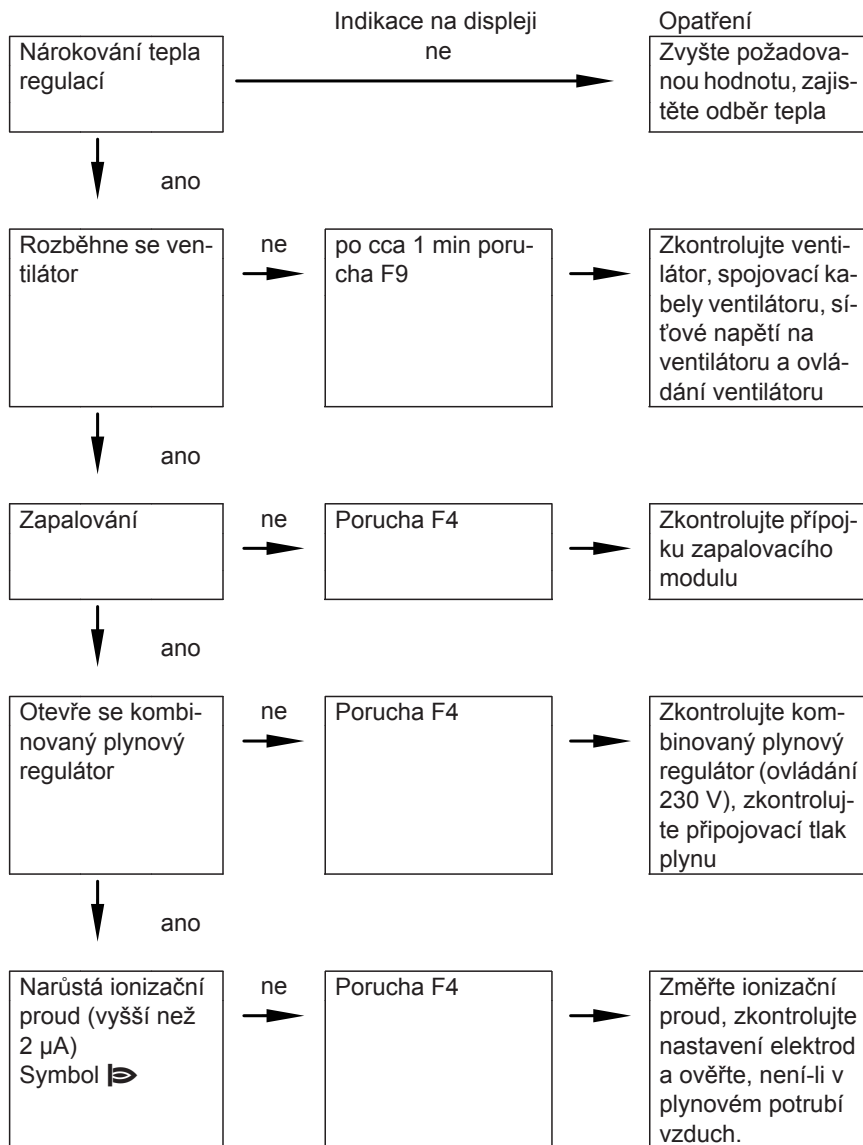 Indikace na displeji
Opatření
Nárokování tepla
regulací
ne
Zvyšte požadova-
nou hodnotu, zajis-
těte odběr tepla
ano
Rozběhne se ven-
tilátor
ne
po cca 1 min poru-
cha F9
Zkontrolujte venti-
látor, spojovací ka-
bely ventilátoru, sí-
ťové napětí na
ventilátoru a ovlá-
dání ventilátoru
ano
Zapalování
ne
Porucha F4
Zkontrolujte přípoj-
ku zapalovacího
modulu
ano
Otevře se kombi-
novaný plynový
regulátor
ne
Porucha F4
Zkontrolujte kom-
binovaný plynový
regulátor (ovládání
230 V), zkontroluj-
te připojovací tlak
plynu
ano
Narůstá ionizační
proud (vyšší než
2 µA)
Symbol
ne
Porucha F4
Změřte ionizační
proud, zkontrolujte
nastavení elektrod
a ověřte, není-li v
plynovém potrubí
vzduch.